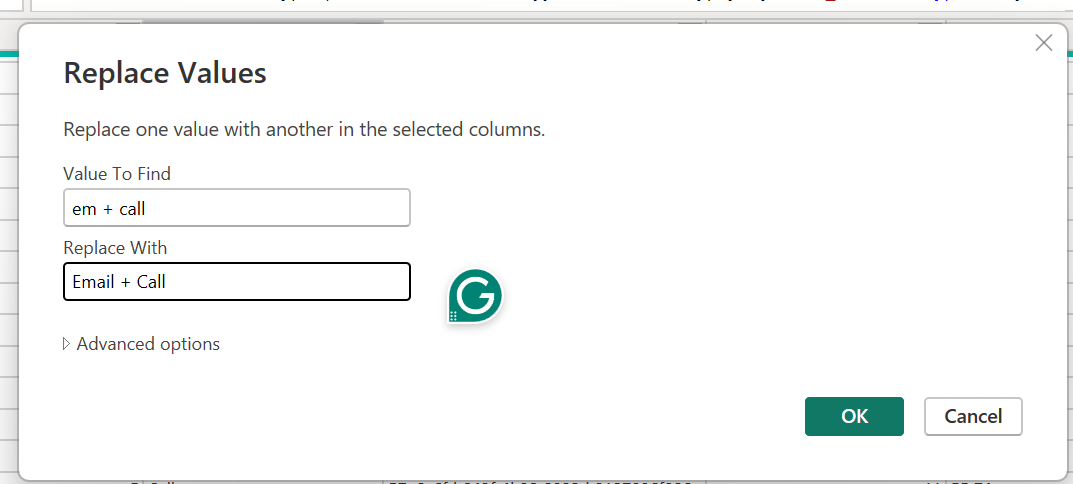 Replace Values
Replace one value with another in the selected columns.
Value To Find
em + call
Replace With
Email + Call
G
Advanced options
OK
Cancel